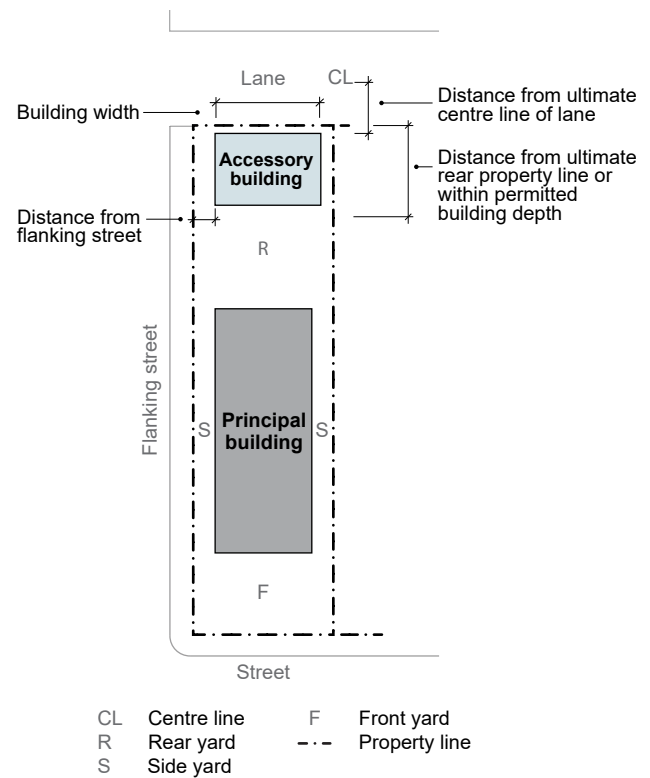 Lane
CL
Building width
Distance from ultimate
centre line of lane
Accessory
building
Distance from ultimate
rear property line or
within permitted
building depth
Distance from
flanking street
R
Flanking street
S
Principal
building
S
F
Street
CL Centre line
R Rear yard
S Side yard
F Front yard
Property line